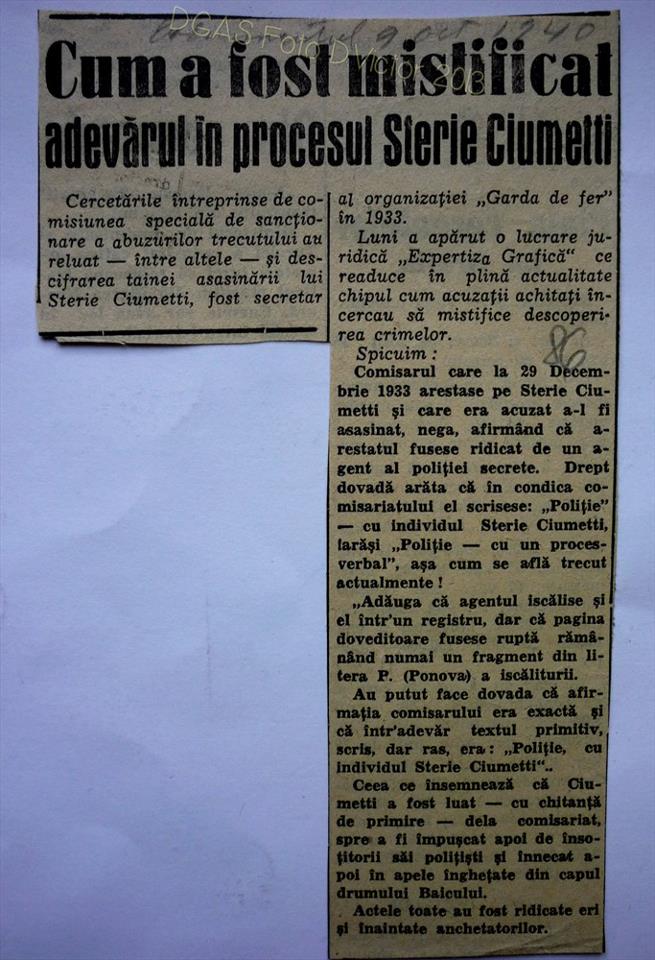 9 oct 1940
DGAS Foto D Victor 2013
Cum a fost mistificat
adevărul în procesul Sterie Ciumetti
Cercetările întreprinse de co-
misiunea specială de sancţio-
nare a abuzurilor trecutului au
reluat — între altele — şi des-
cifrarea tainei asasinării lui
Sterie Ciumetti, fost secretar
al organizaţiei „Garda de fer"
în 1933.
Luni a apărut o lucrare ju-
ridică „Expertiza Grafică“ ce
readuce în plină actualitate
chipul cum acuzaţii achitaţi în-
cercau să mistifice descoperi-
rea crimelor.
Spicuim :
86
Comisarul care la 29 Decem-
brie 1933 arestase pe Sterie Ciu-
metti şi care era acuzat a-l fi
asasinat, nega, afirmând că a-
restatul fusese ridicat de un a-
gent al poliţiei secrete. Drept
dovadă arăta că în condica co-
misariatului el scrisese: „Poliţie”
— cu individul Sterie Ciumetti,
iarăşi „Poliţie — cu un proces-
verbal”, aşa cum se află trecut
actualmente !
„Adăuga că agentul iscălise şi
el într'un registru, dar că pagina
doveditoare fusese ruptă rămâ-
nând numai un fragment din li-
tera P. (Ponova) a iscăliturii.
Au putut face dovada că afir-
maţia comisarului era exactă şi
că într'adevăr textul primitiv,
scris, dar ras, era : „Poliţie, cu
individul Sterie Ciumetti“..
Ceea ce însemnează că Ciu-
metti a fost luat — cu chitanţă
de primire — dela comisariat,
spre a fi împuşcat apoi de înso-
ţitorii săi poliţişti şi înnecat a-
poi în apele îngheţate din capul
drumului Baicului.
Actele toate au fost ridicate eri
şi înaintate anchetatorilor.